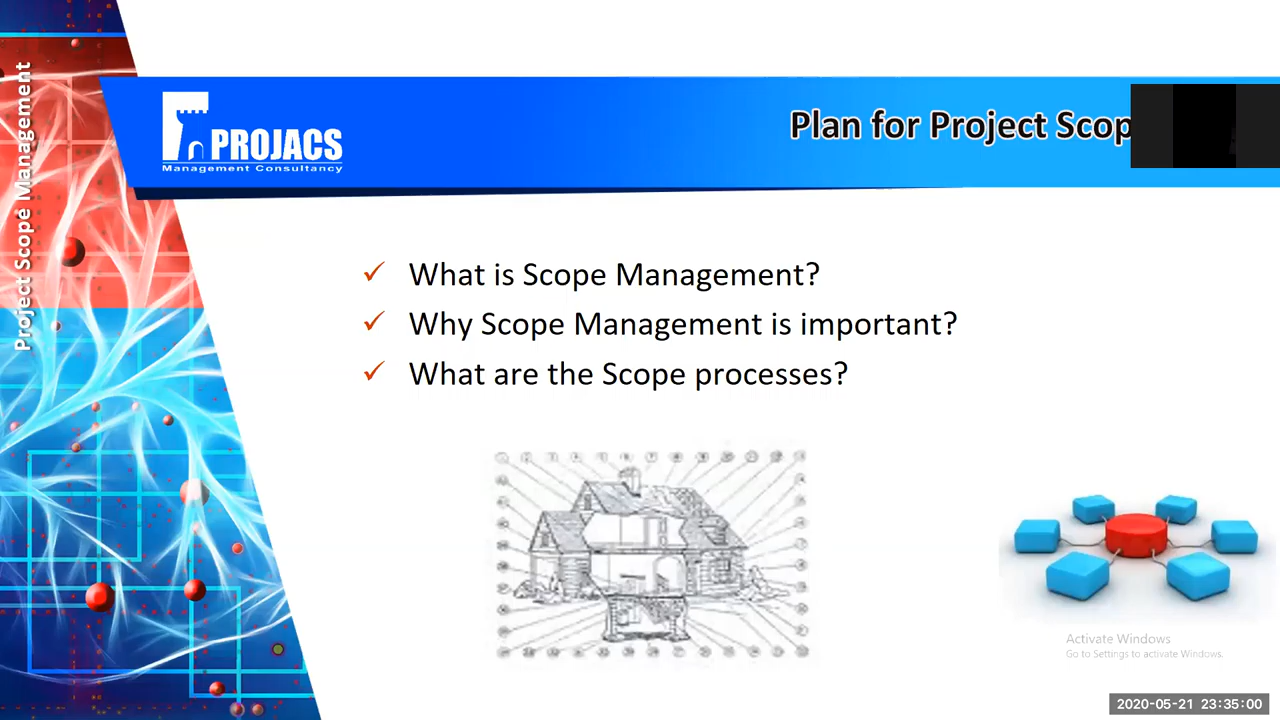 Project Scope Management
PROJACS
Management Consultancy
Plan for Project Scop
What is Scope Management?
Why Scope Management is important?
What are the Scope processes?
Activate Windows
Go to Settings to activate Windows.
2020-05-21 23:35:00